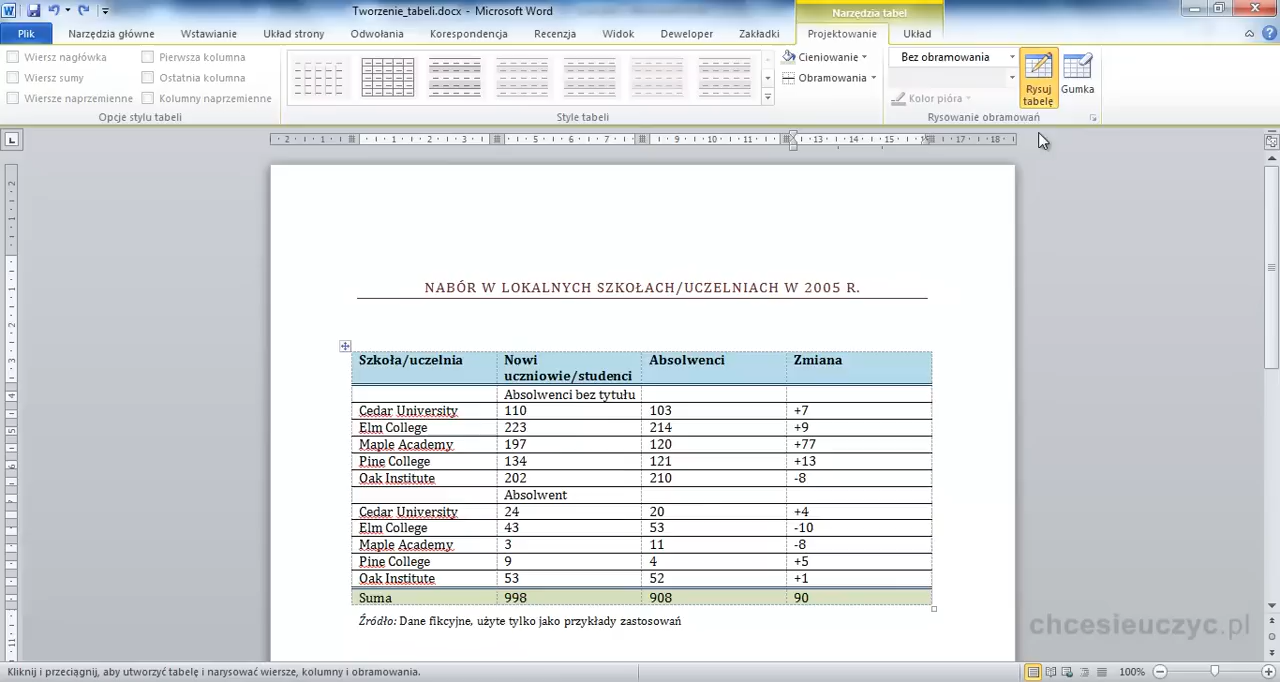 Tworzenie_tabeli.docx - Microsoft Word
Narzędzia tabel
Plik Narzędzia główne Wstawianie Układ strony Odwołania Korespondencja Recenzja Widok Deweloper Zakładki Projektowanie Układ
Wiersz nagłówka Pierwsza kolumna
Wiersz sumy Ostatnia kolumna
Wiersze naprzemienne Kolumny naprzemienne
Opcje stylu tabeli
Style tabeli
Cieniowanie
Obramowania
Bez obramowania
Kolor pióra
Rysuj tabelę
Gumka
Rysowanie obramowań
NABÓR W LOKALNYCH SZKOŁACH/UCZELNIACH W 2005 R.
Szkoła/uczelnia Nowi uczniowie/studenci Absolwenci Zmiana
Absolwenci bez tytułu
Cedar University 110 103 +7
Elm College 223 214 +9
Maple Academy 197 120 +77
Pine College 134 121 +13
Oak Institute 202 210 -8
Absolwent
Cedar University 24 20 +4
Elm College 43 53 -10
Maple Academy 3 11 -8
Pine College 9 4 +5
Oak Institute 53 52 +1
Suma 998 908 90
Źródło: Dane fikcyjne, użyte tylko jako przykłady zastosowań
chcesieuczyc.pl
Kliknij i przeciągnij, aby utworzyć tabelę i narysować wiersze, kolumny i obramowania.
100%